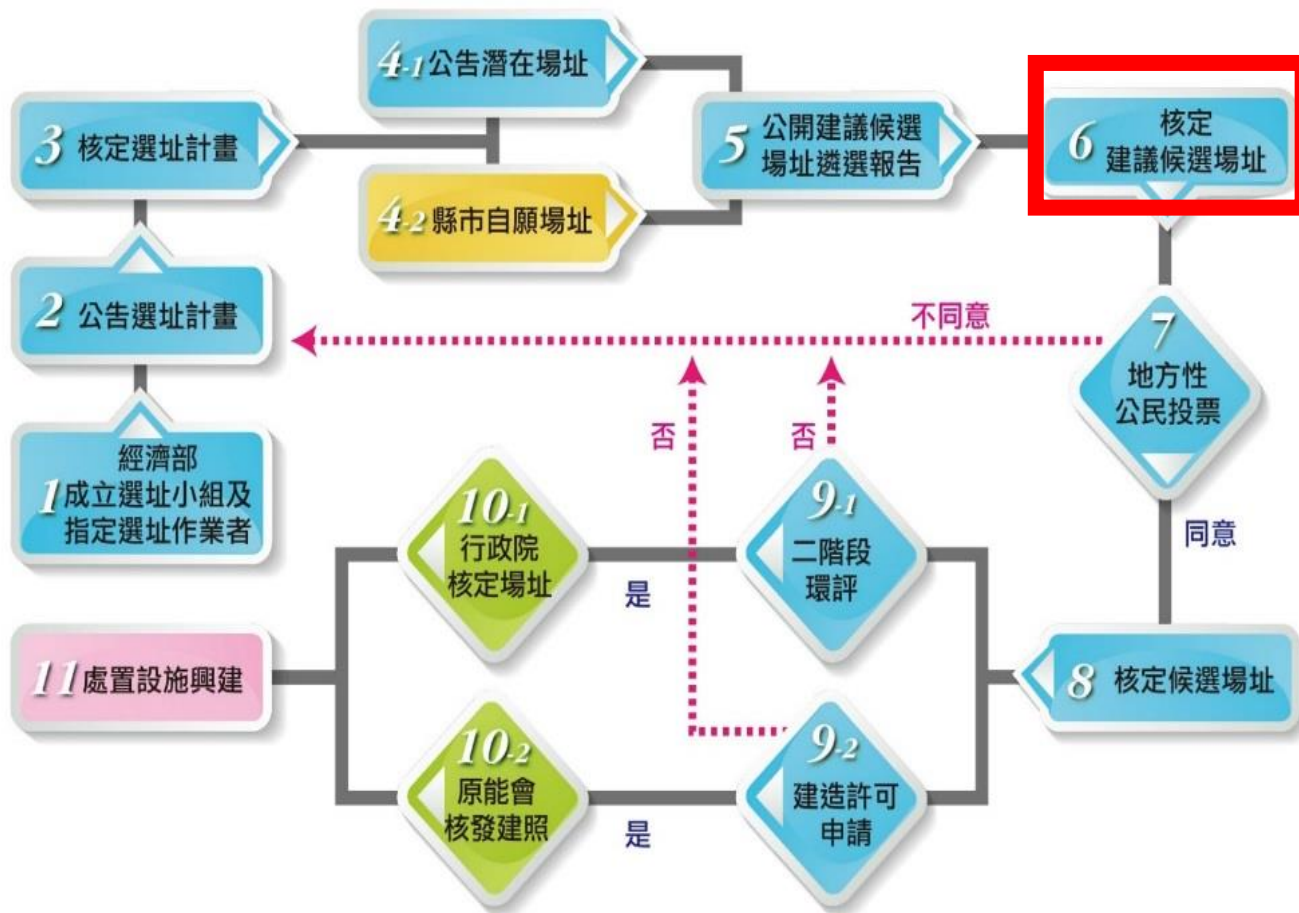 1
經濟部
成立選址小組及
指定選址作業者
2 公告選址計畫
3 核定選址計畫
4-1 公告潛在場址
4-2 縣市自願場址
5
公開建議候選
場址遴選報告
6
核定
建議候選場址
7
地方性
公民投票
不同意
同意
8 核定候選場址
9-1
二階段
環評
否
是
9-2
建造許可
申請
否
是
10-1
行政院
核定場址
10-2
原能會
核發建照
11 處置設施興建